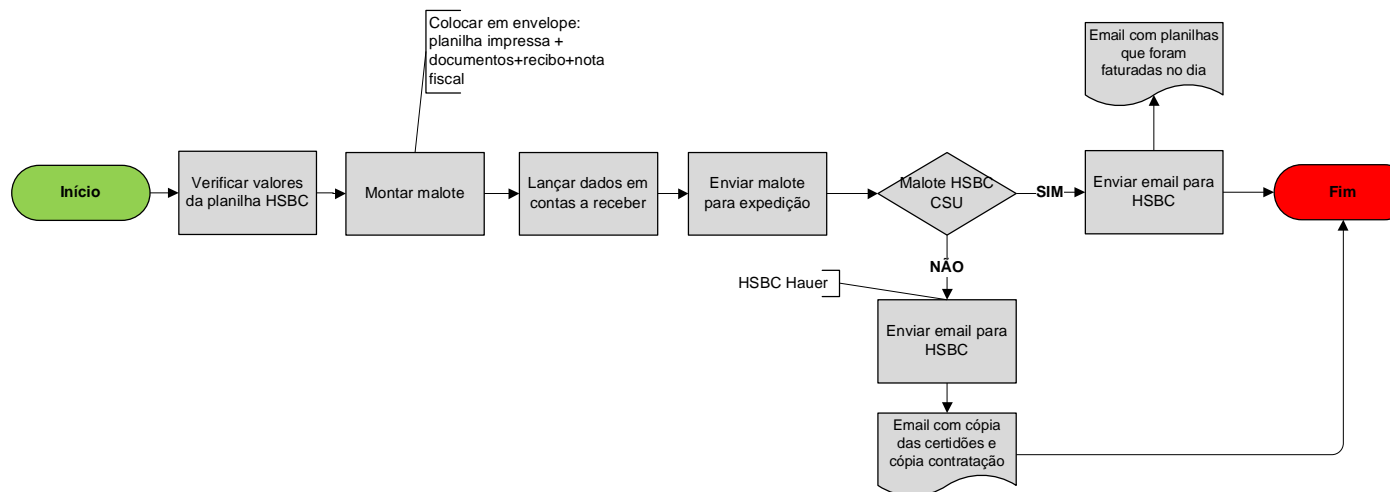 Colocar em envelope:
planilha impressa +
documentos+recibo+nota
fiscal
Email com planilhas
que foram
faturadas no dia
Início
Verificar valores
da planilha HSBC
Montar malote
Lançar dados em
contas a receber
Enviar malote
para expedição
Malote HSBC
CSU
SIM
Enviar email para
HSBC
Fim
NÃO
HSBC Hauer
Enviar email para
HSBC
Email com cópia
das certidões e
cópia contratação